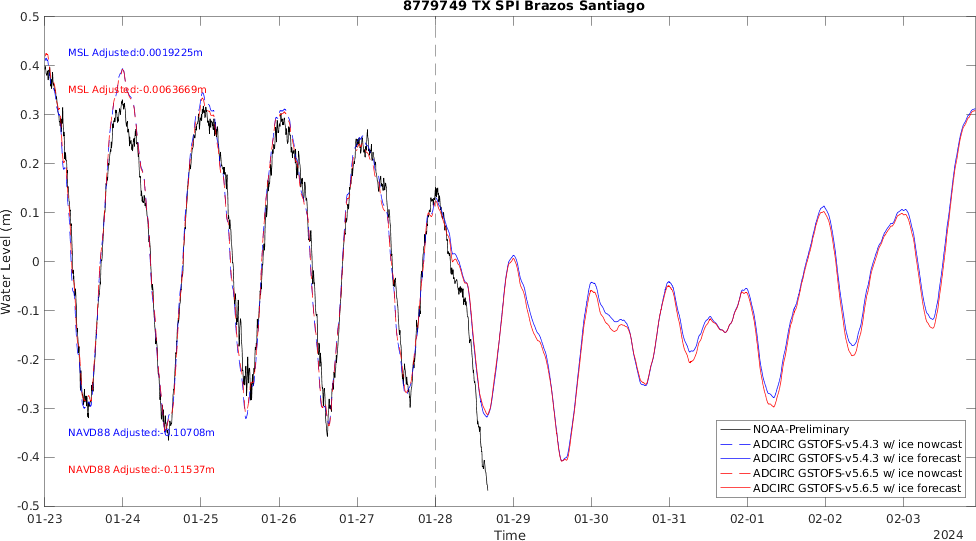 8779749 TX SPI Brazos Santiago
0.5
MSL Adjusted:0.0019225m
0.4
MSL Adjusted:-0.0063669m
0.3
0.2
0.1
0
-0.1
-0.2
-0.3
NAVD88 Adjusted:-0.10708m
-0.4
NAVD88 Adjusted:-0.11537m
-0.5
Water Level (m)
NOAA-Preliminary
ADCIRC GSTOFS-v5.4.3 w/ ice nowcast
ADCIRC GSTOFS-v5.4.3 w/ ice forecast
ADCIRC GSTOFS-v5.6.5 w/ ice nowcast
ADCIRC GSTOFS-v5.6.5 w/ ice forecast
01-23 01-24 01-25 01-26 01-27 01-28 01-29 01-30 01-31 02-01 02-02 02-03
Time
2024